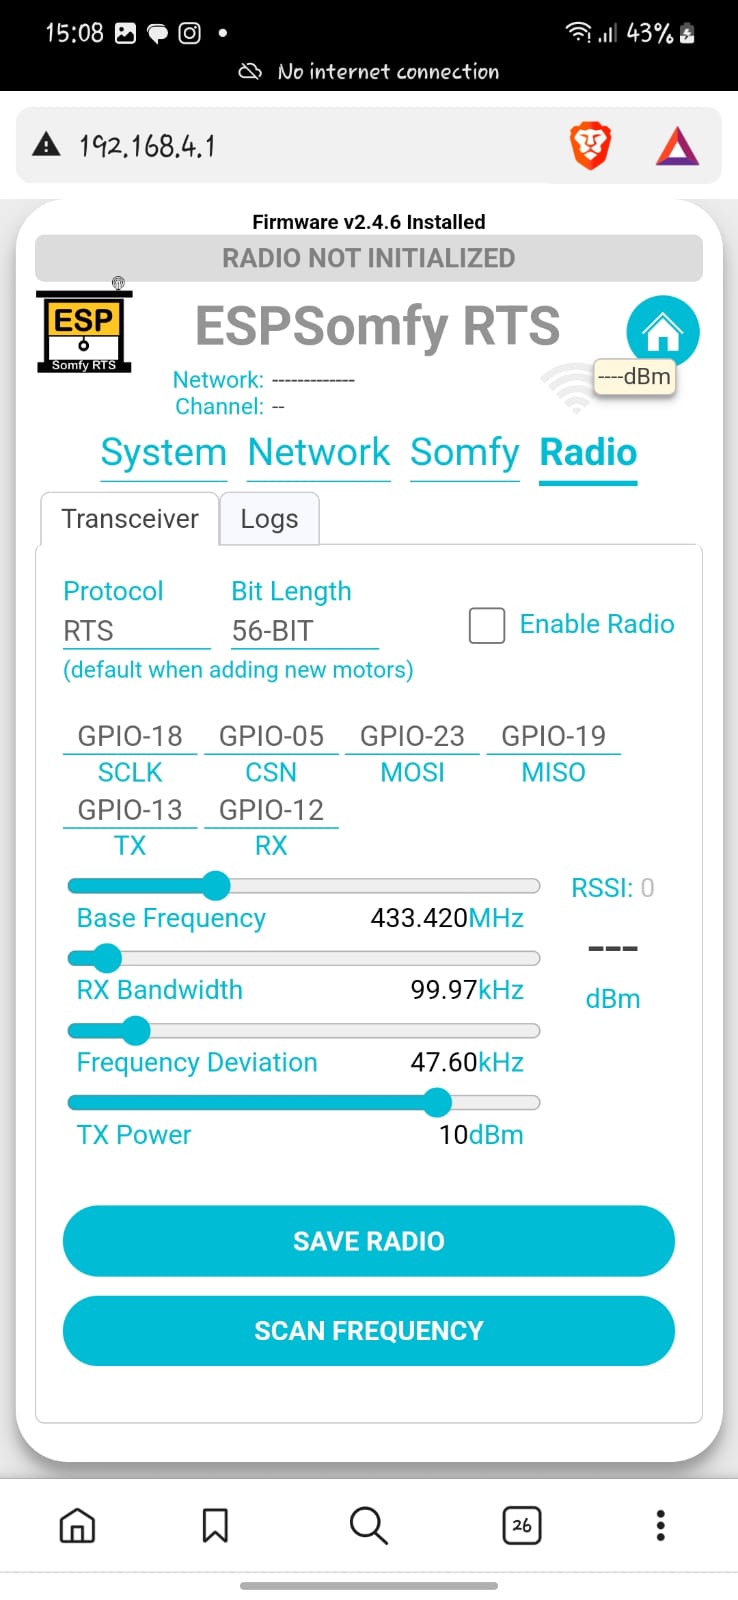 15:08 43%
No internet connection
192.168.4.1
Firmware v2.4.6 Installed
RADIO NOT INITIALIZED
ESP
Somfy RTS
ESPSomfy RTS
Network: -------------
Channel: --
----dBm
System Network Somfy Radio
Transceiver Logs
Protocol Bit Length
RTS 56-BIT Enable Radio
(default when adding new motors)
GPIO-18 GPIO-05 GPIO-23 GPIO-19
SCLK CSN MOSI MISO
GPIO-13 GPIO-12
TX RX
RSSI: 0
Base Frequency 433.420MHz
---
RX Bandwidth 99.97kHz
dBm
Frequency Deviation 47.60kHz
TX Power 10dBm
SAVE RADIO
SCAN FREQUENCY
26